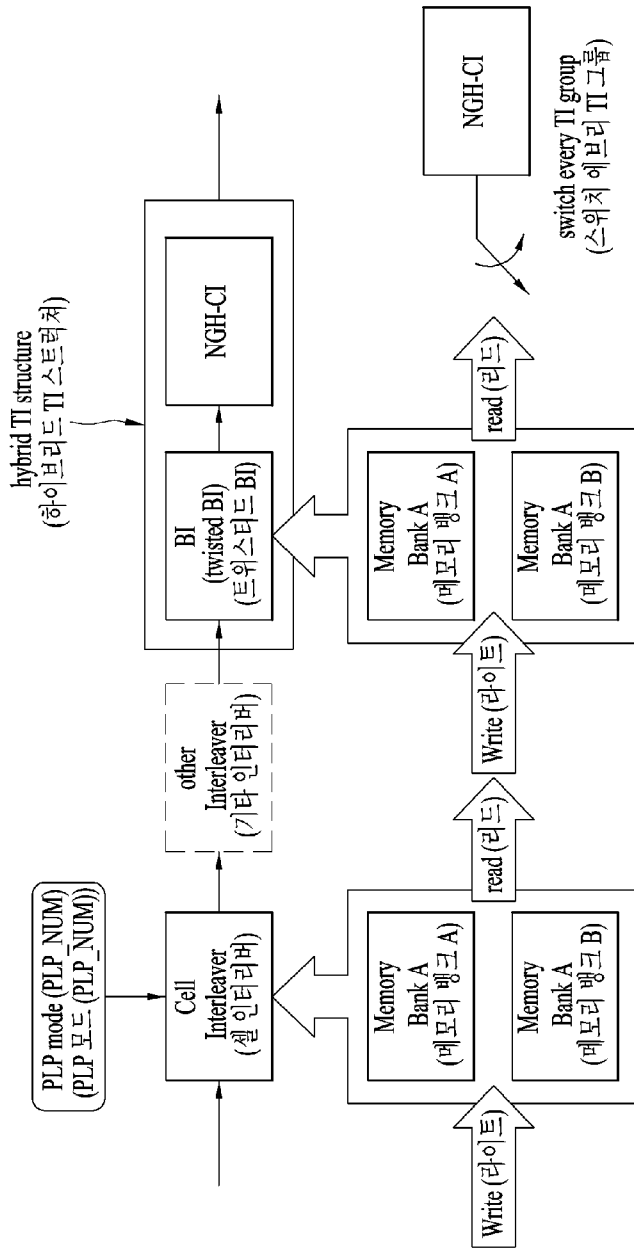 PLP mode (PLP_NUM)
(PLP 모드 (PLP_NUM))
hybrid TI structure
(하이브리드 TI 스트럭처)
Cell
Interleaver
(셀 인터리버)
other
Interleaver
(기타 인터리버)
BI
(twisted BI)
(트위스티드 BI)
NGH-CI
Write (라이트)
Memory
Bank A
(메모리 뱅크 A)
Memory
Bank A
(메모리 뱅크 B)
read (리드)
Write (라이트)
Memory
Bank A
(메모리 뱅크 A)
Memory
Bank A
(메모리 뱅크 B)
read (리드)
NGH-CI
switch every TI group
(스위치 에브리 TI 그룹)